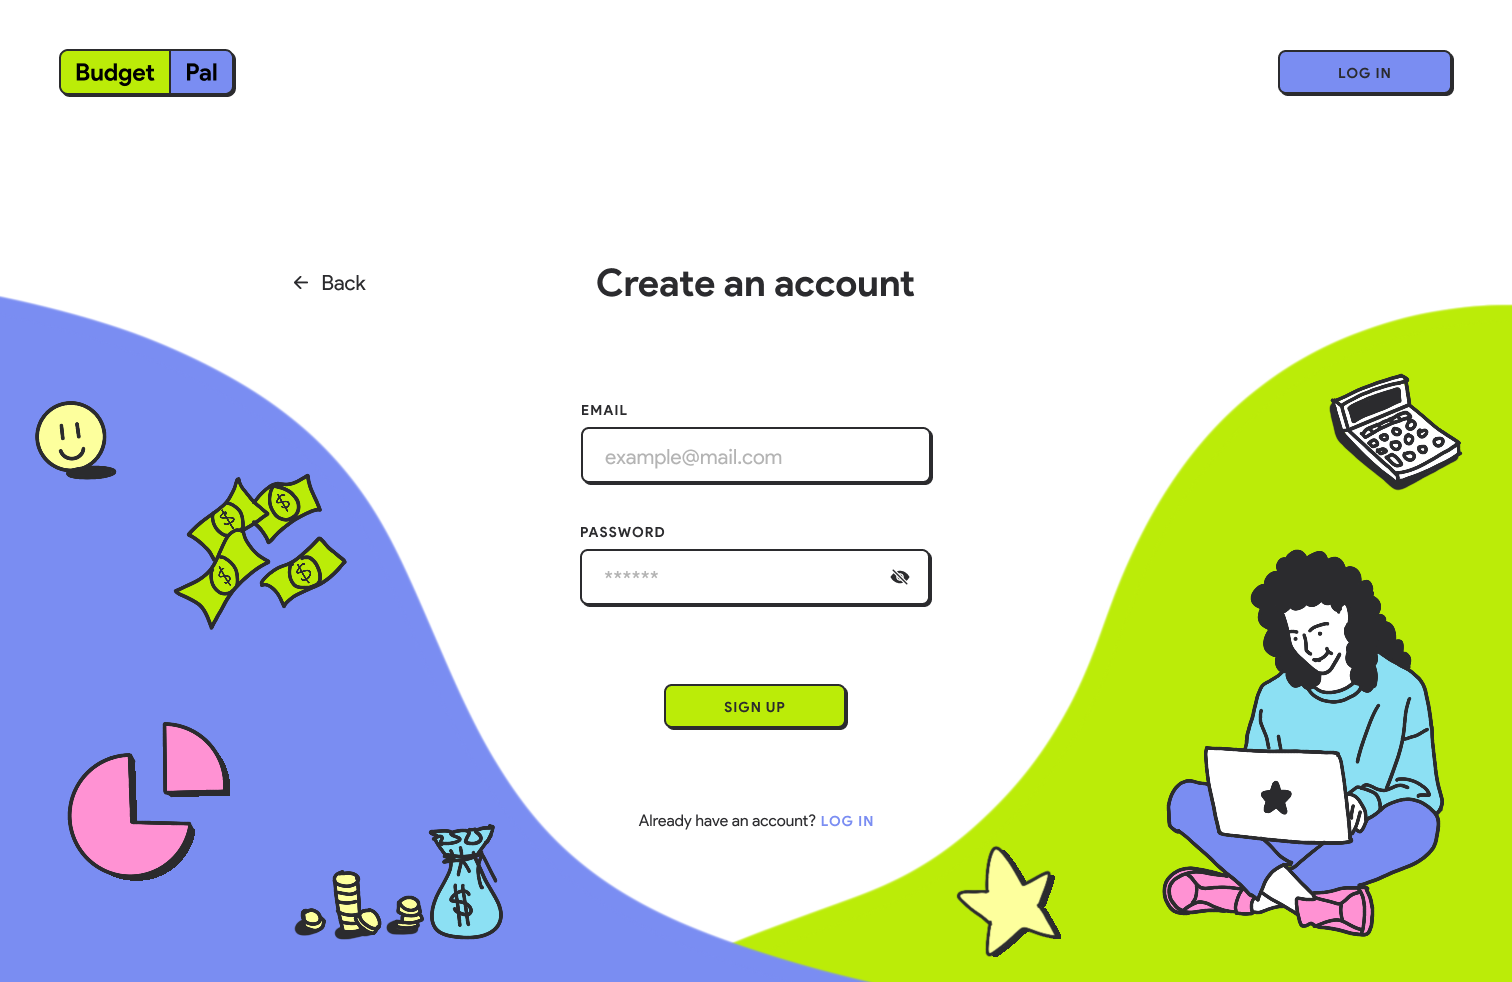 Budget Pal
LOG IN
← Back
Create an account
EMAIL
example@mail.com
PASSWORD
******
SIGN UP
Already have an account? LOG IN
$
$
$
$
$